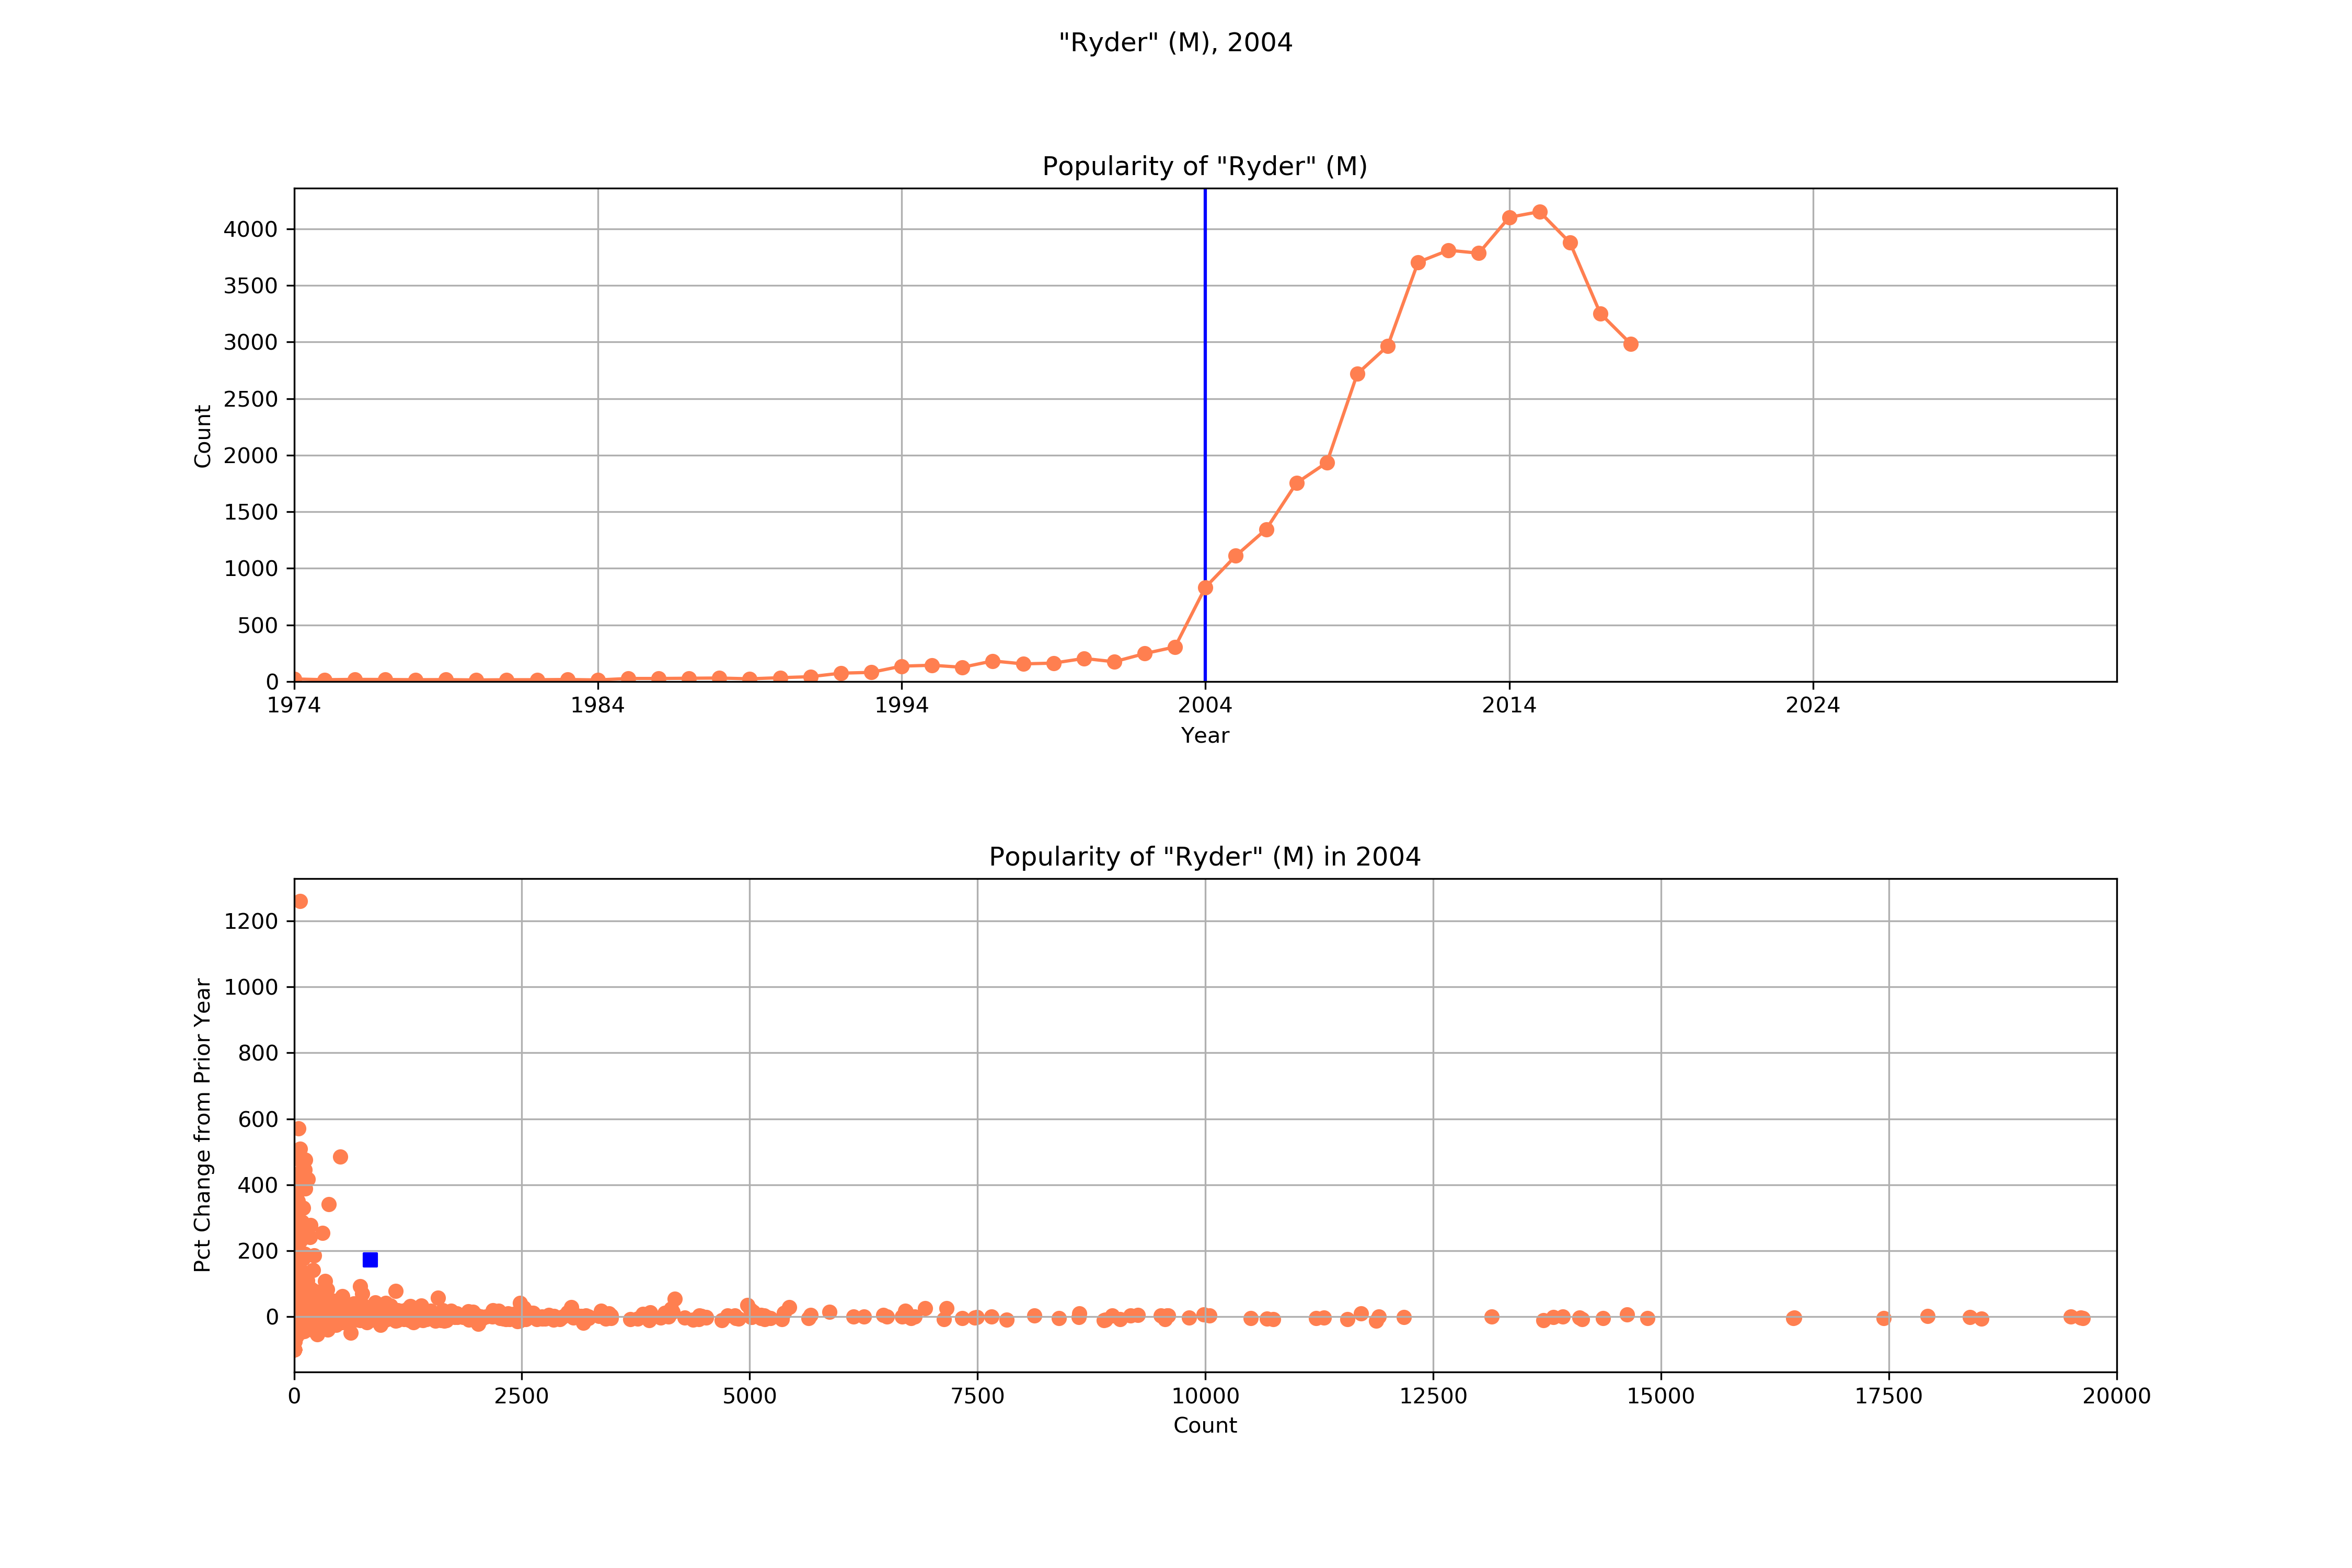 "Ryder" (M), 2004
Popularity of "Ryder" (M)
4000
3500
3000
2500
2000
1500
1000
500
0
Count
1974 1984 1994 2004 2014 2024
Year
Popularity of "Ryder" (M) in 2004
1200
1000
800
600
400
200
0
Pct Change from Prior Year
0 2500 5000 7500 10000 12500 15000 17500 20000
Count